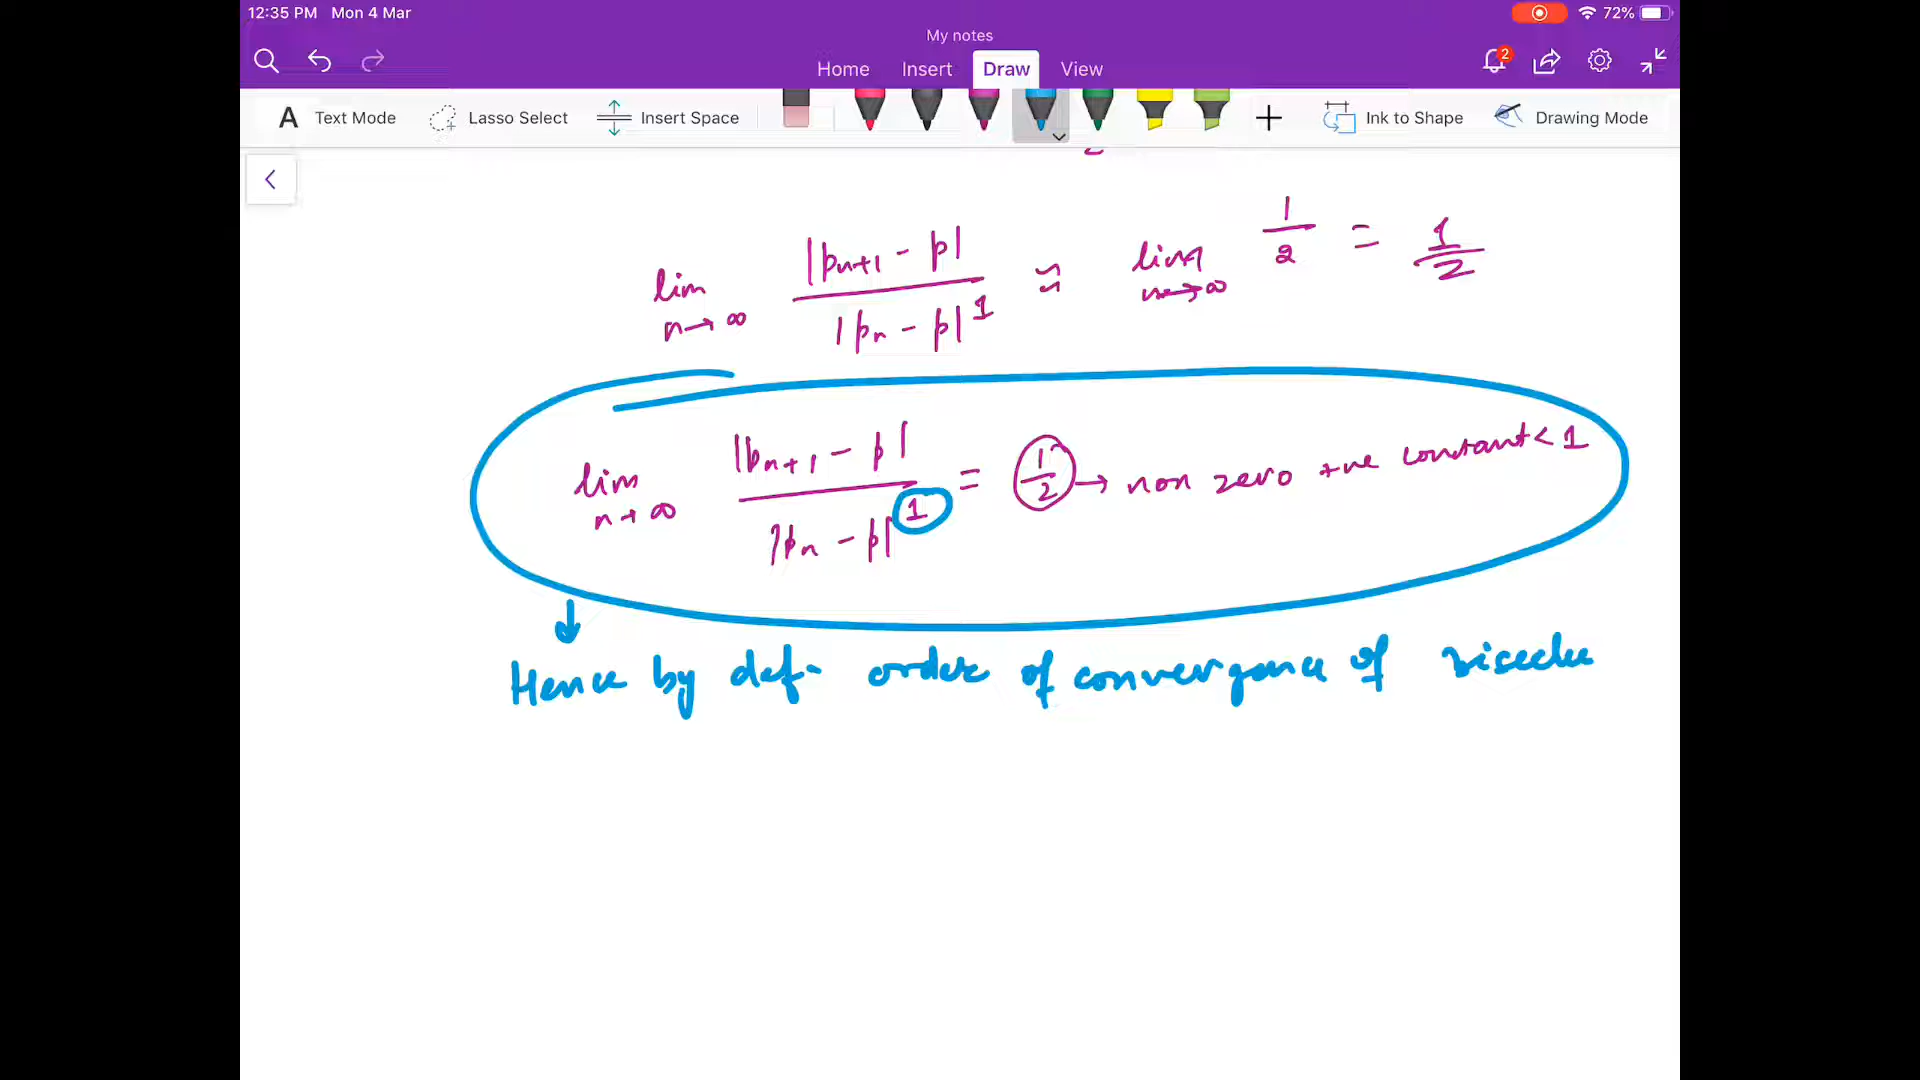 12:35 PM Mon 4 Mar
72%
My notes
2
Home Insert Draw View
A Text Mode Lasso Select Insert Space + Ink to Shape Drawing Mode
lim n→∞ |pn+1 - p| / |pn - p|^1 ≈ lim n→∞ 1/2 = 1/2
lim n→∞ |pn+1 - p| / |pn - p|^1 = 1/2 → non zero +ve constant < 1
Hence by defn order of convergence of